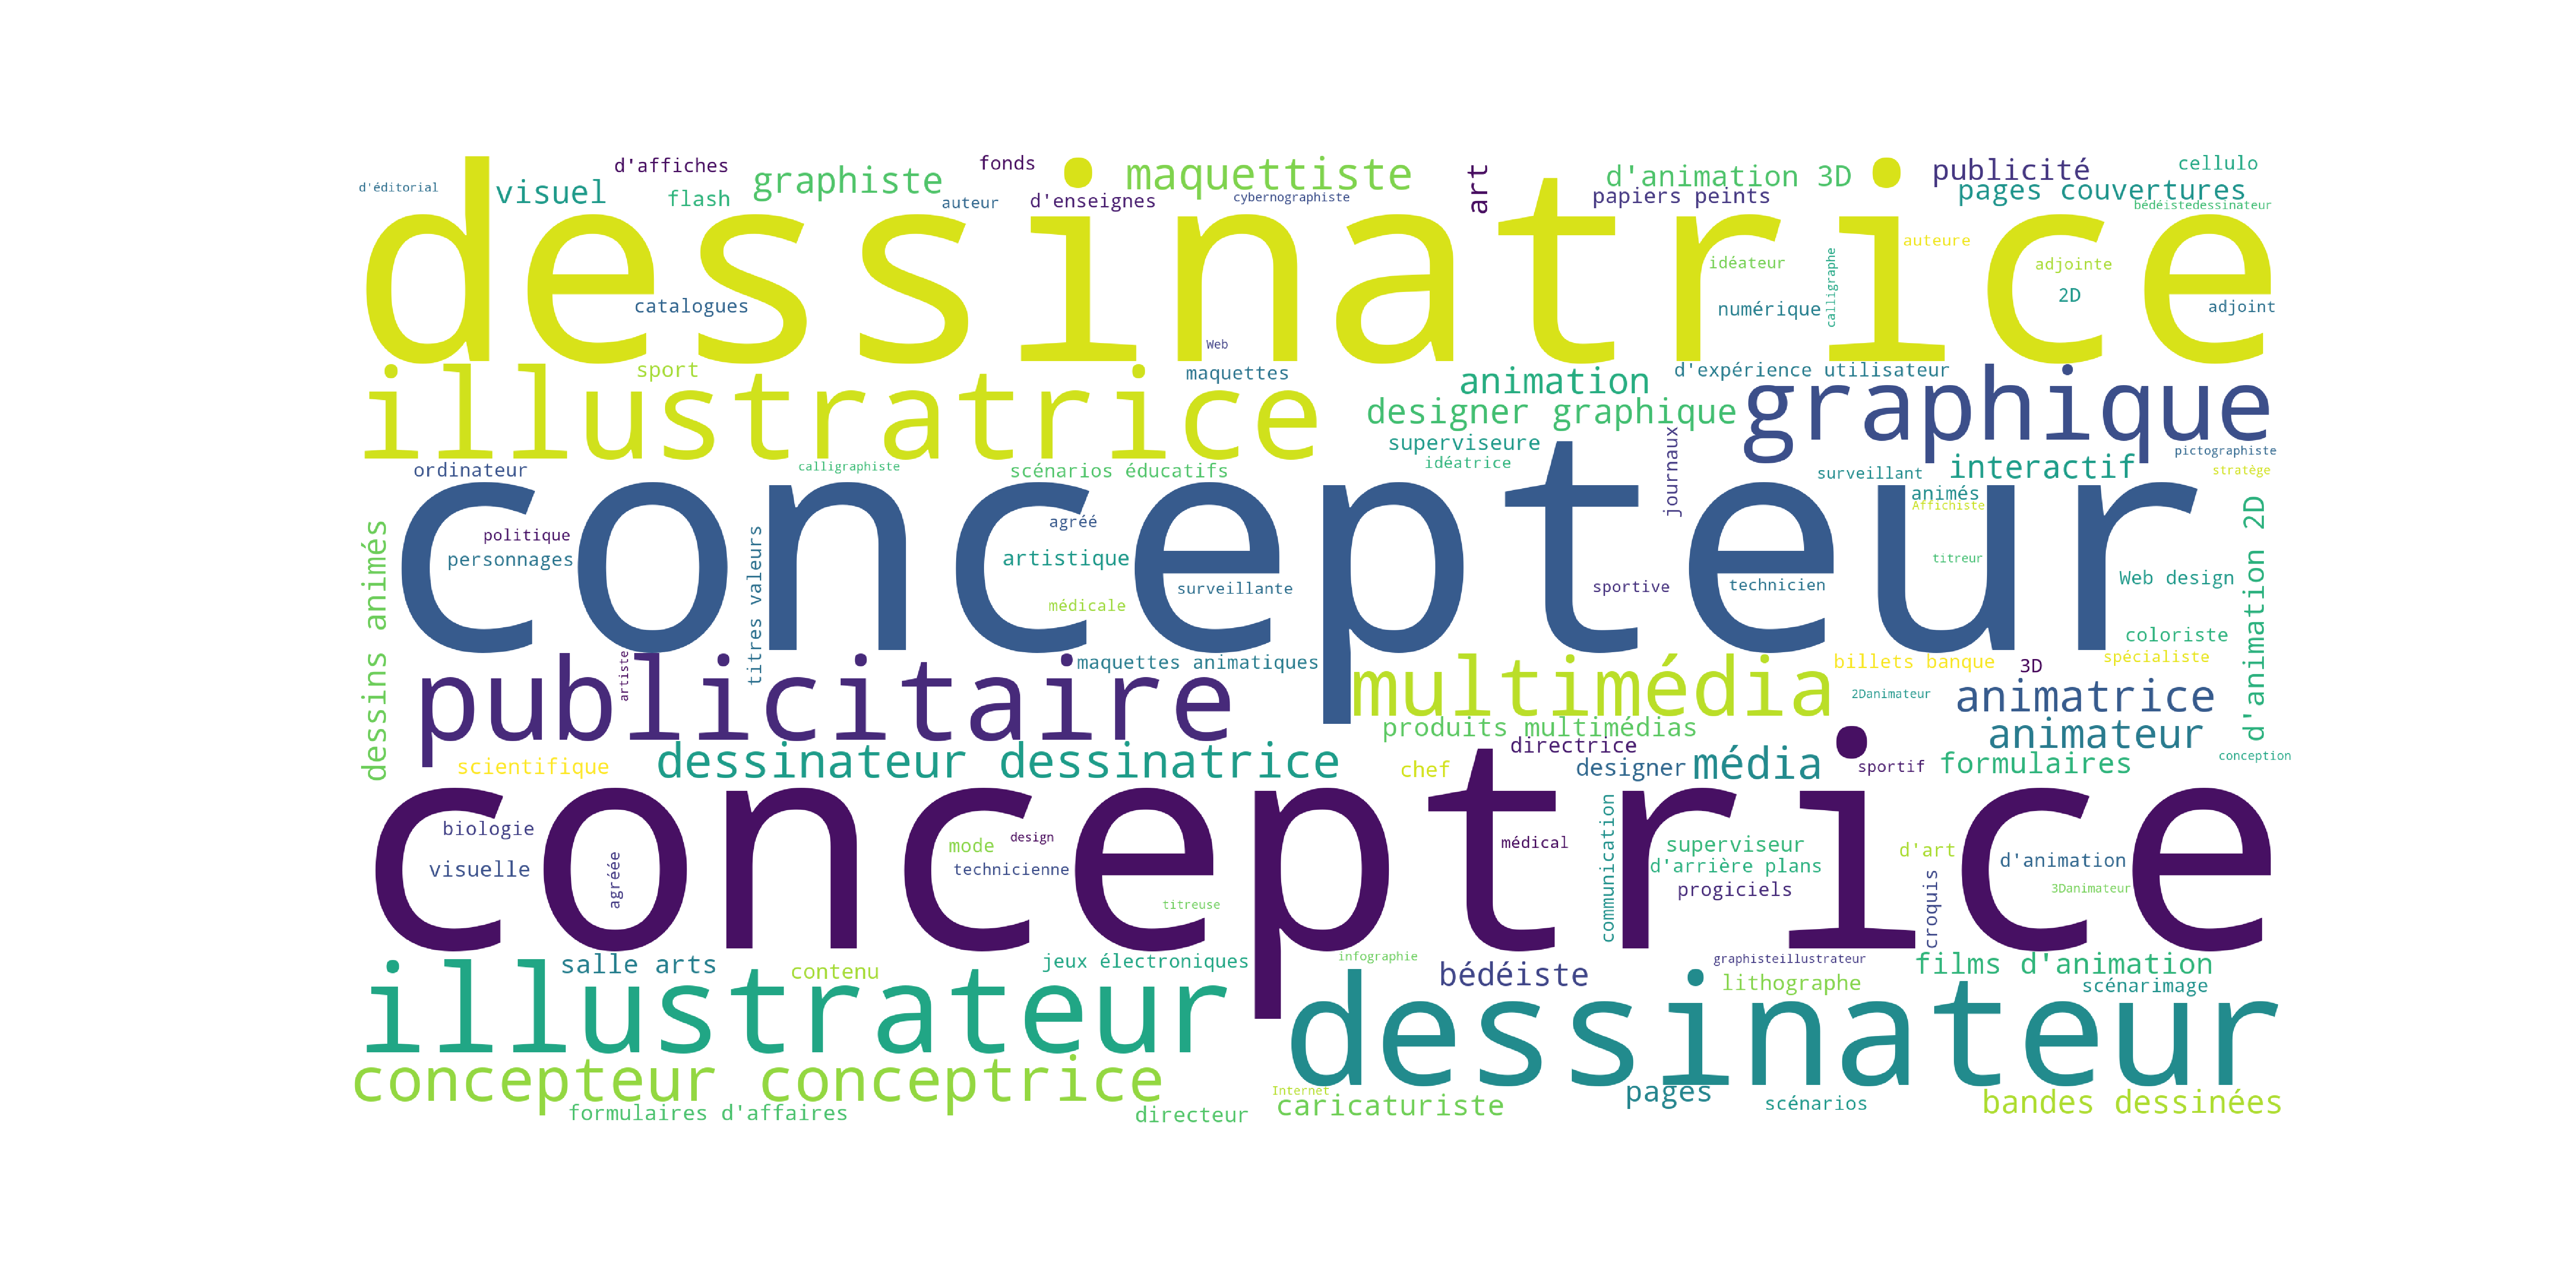 d'éditorial
visuel
d'affiches
flash
graphiste
auteur
fonds
d'enseignes
maquettiste
cybernographiste
art
d'animation 3D
papiers peints
publicité
pages couvertures
cellulo
bédéistedessinateur
dessinatrice
catalogues
Web
idéateur
numérique
calligraphe
auteure
adjointe
2D
adjoint
illustratrice
sport
maquettes
animation
d'expérience utilisateur
designer graphique
graphique
superviseure
idéatrice
journaux
pictographiste
ordinateur
calligraphiste
scénarios éducatifs
surveillant
interactif
stratège
concepteur
animés
Affichiste
dessins animés
politique
personnages
titres valeurs
agréé
artistique
surveillante
médicale
sportive
technicien
titreur
Web design
d'animation 2D
coloriste
publicitaire
artiste
maquettes animatiques
multimédia
billets banque
3D
spécialiste
2Danimateur
animatrice
produits multimédias
animateur
scientifique
dessinateur dessinatrice
directrice
chef
designer
média
sportif
formulaires
conception
conceptrice
biologie
visuelle
agréée
mode
design
technicienne
titreuse
médical
communication
superviseur
d'arrière plans
progiciels
d'art
d'animation
3Danimateur
croquis
salle arts
contenu
jeux électroniques
infographie
bédéiste
graphisteillustrateur
lithographe
films d'animation
scénarimage
illustrateur
dessinateur
concepteur conceptrice
formulaires d'affaires
directeur
Internet
caricaturiste
pages
scénarios
bandes dessinées